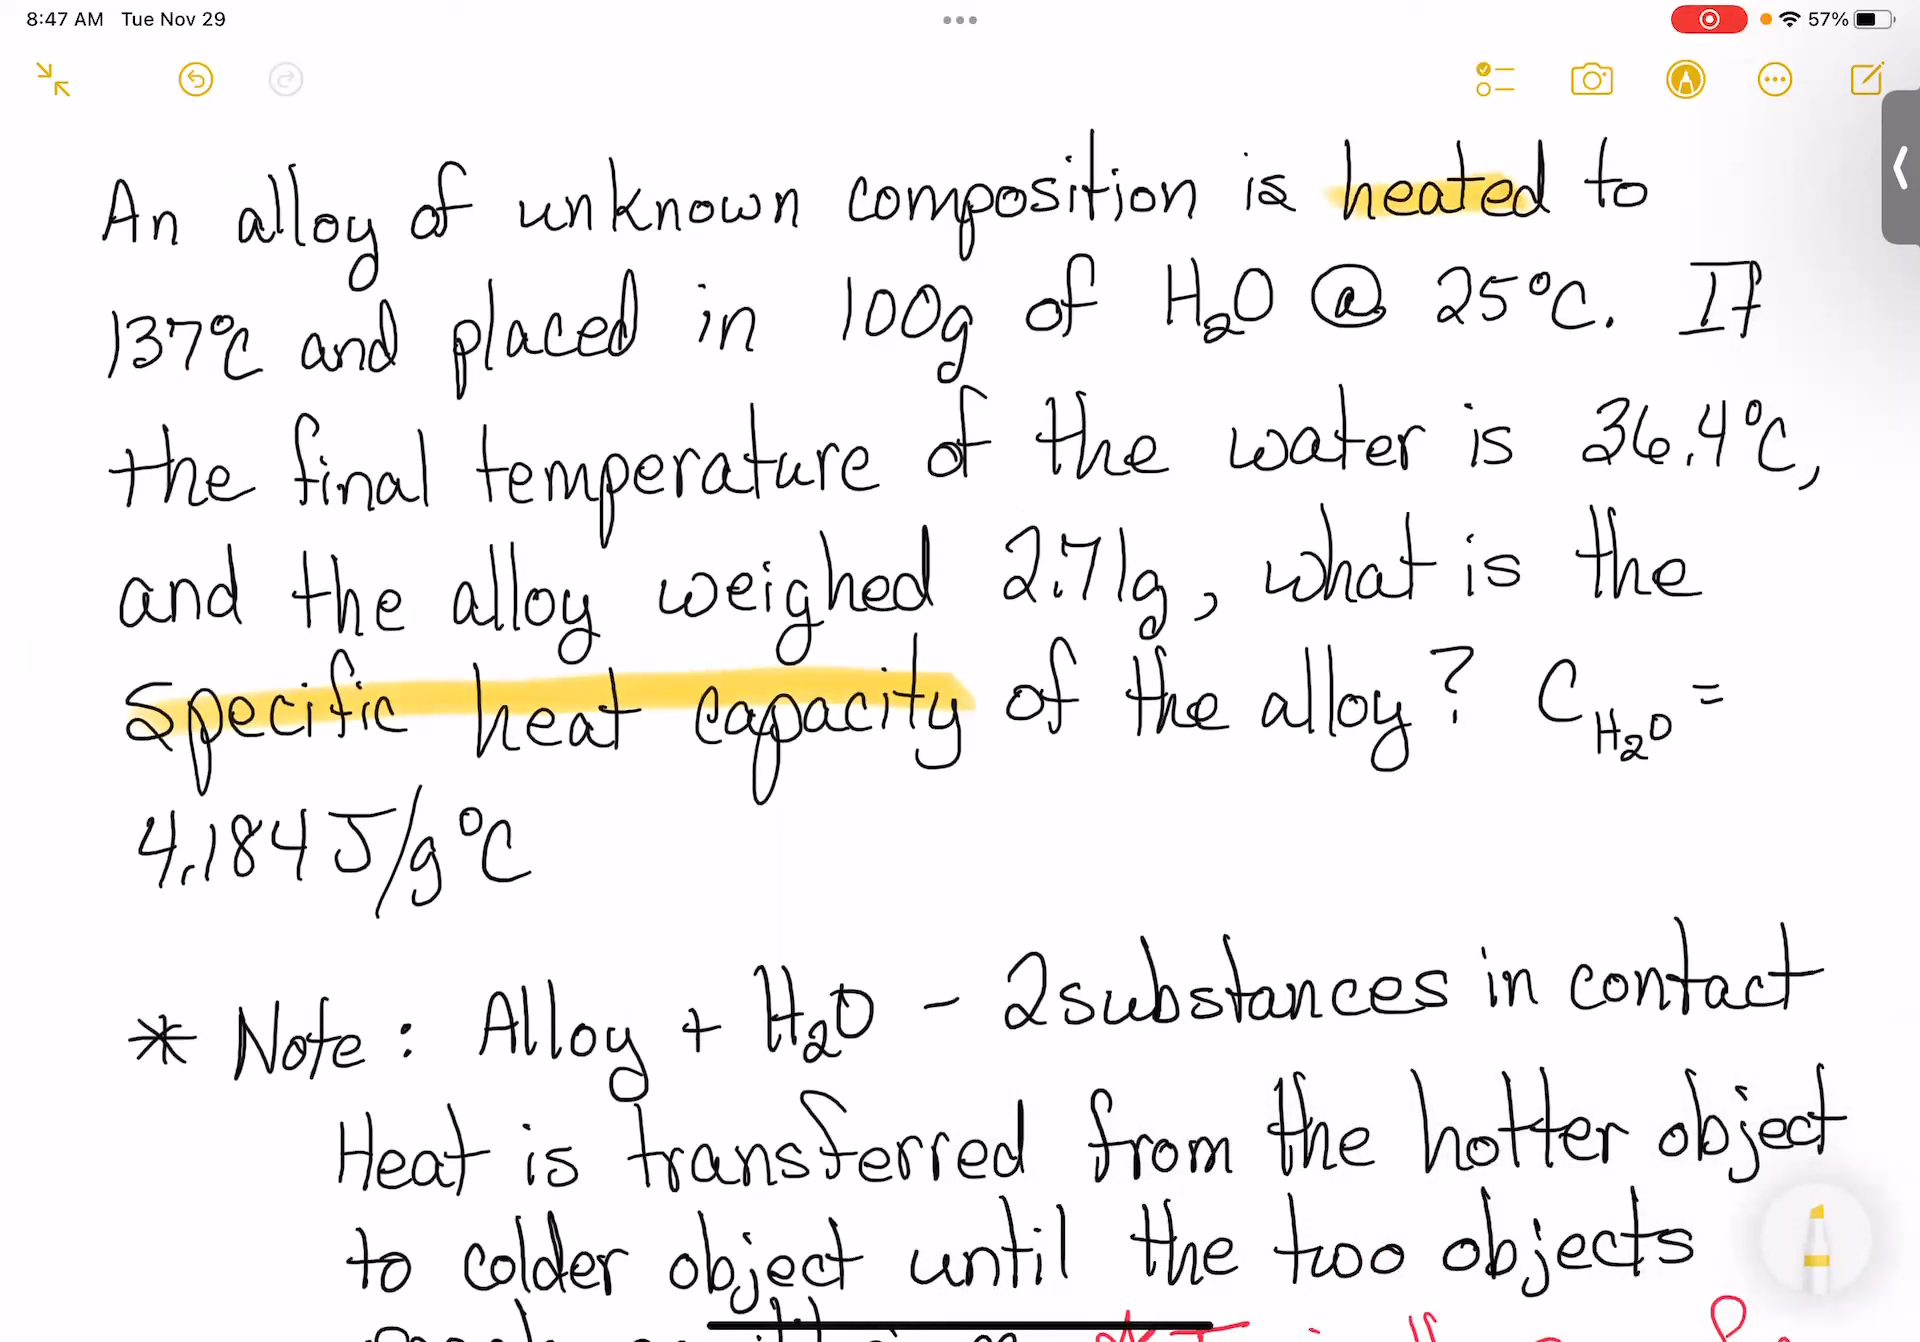 8:47 AM Tue Nov 29
57%
An alloy of unknown composition is heated to
137°C and placed in 100g of H₂O @ 25°C. If
the final temperature of the water is 36.4°C,
and the alloy weighed 2.71g, what is the
specific heat capacity of the alloy? C H₂O =
4.184 J/g°C
* Note: Alloy + H₂O - 2 substances in contact
Heat is transferred from the hotter object
to colder object until the two objects